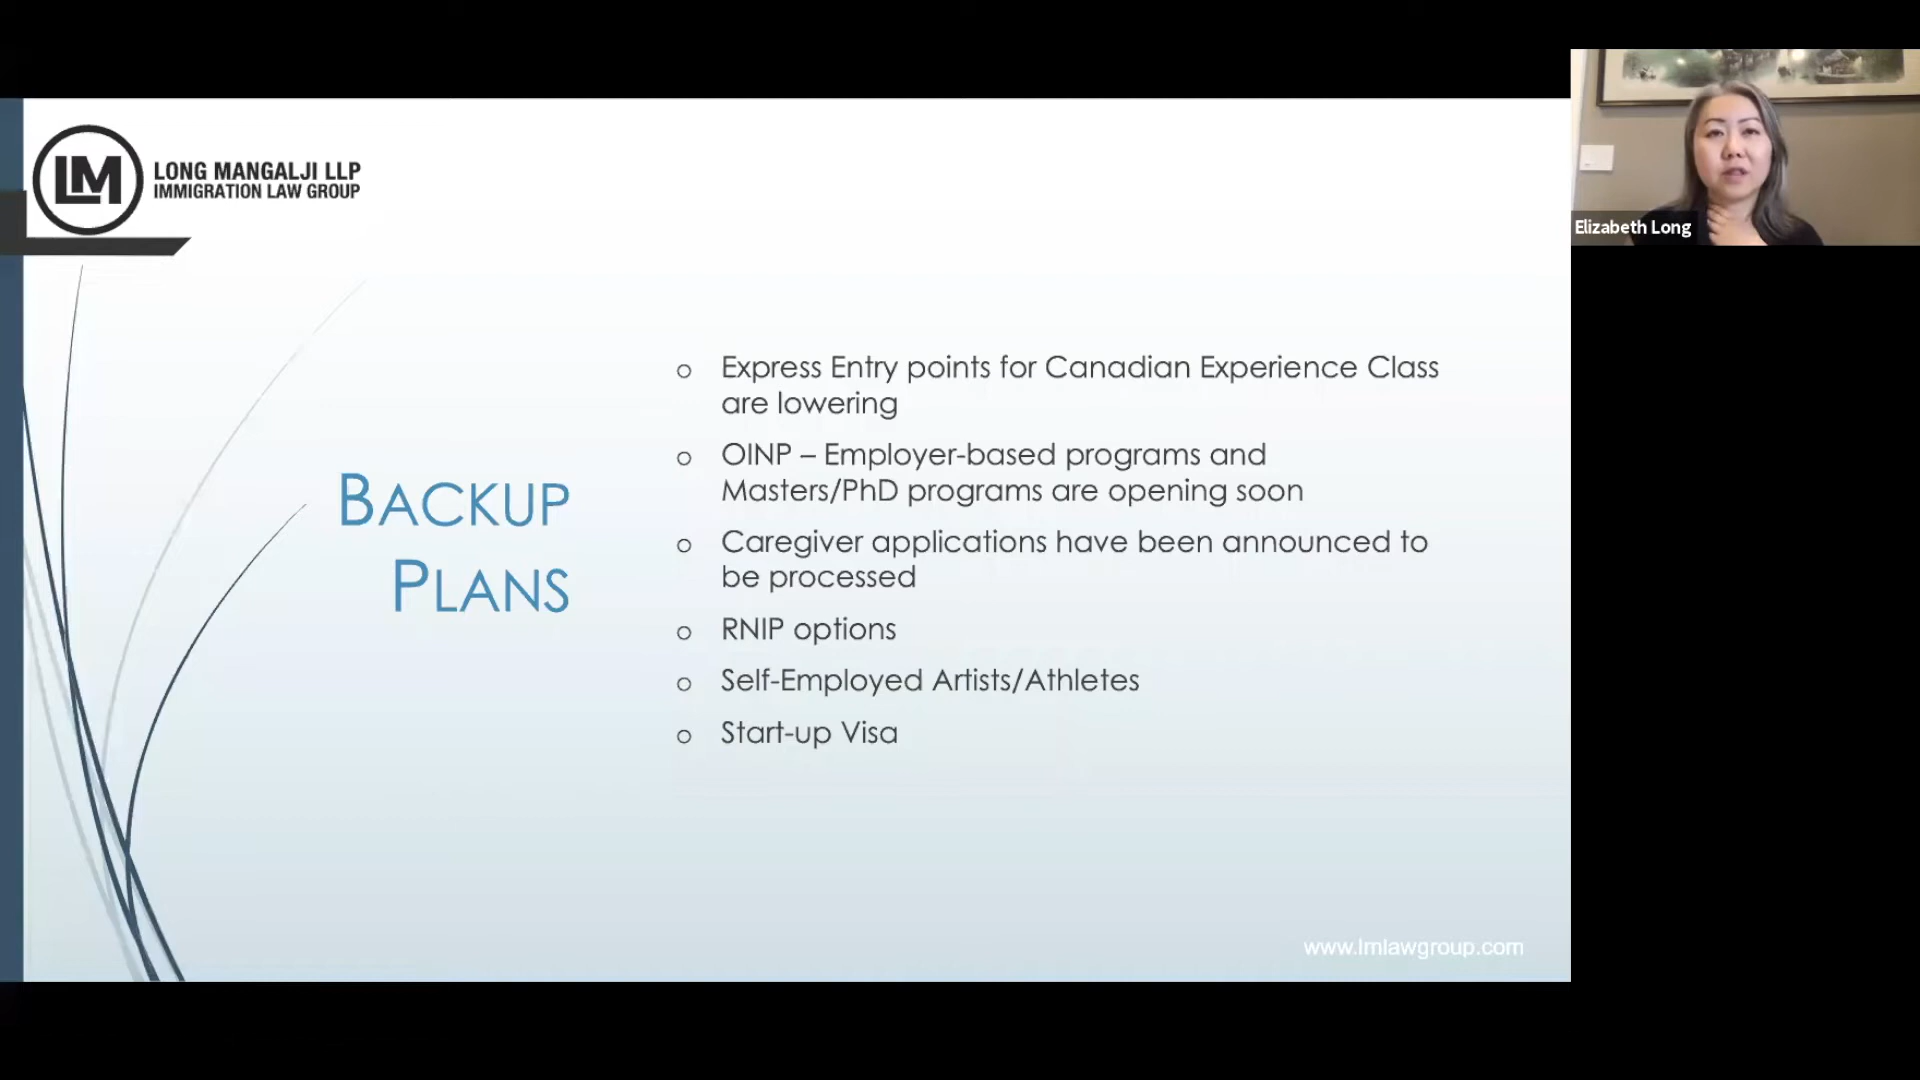 LM
LONG MANGALJI LLP
IMMIGRATION LAW GROUP
Elizabeth Long
BACKUP
PLANS
o Express Entry points for Canadian Experience Class
are lowering
o OINP – Employer-based programs and
Masters/PhD programs are opening soon
o Caregiver applications have been announced to
be processed
o RNIP options
o Self-Employed Artists/Athletes
o Start-up Visa
www.lmlawgroup.com